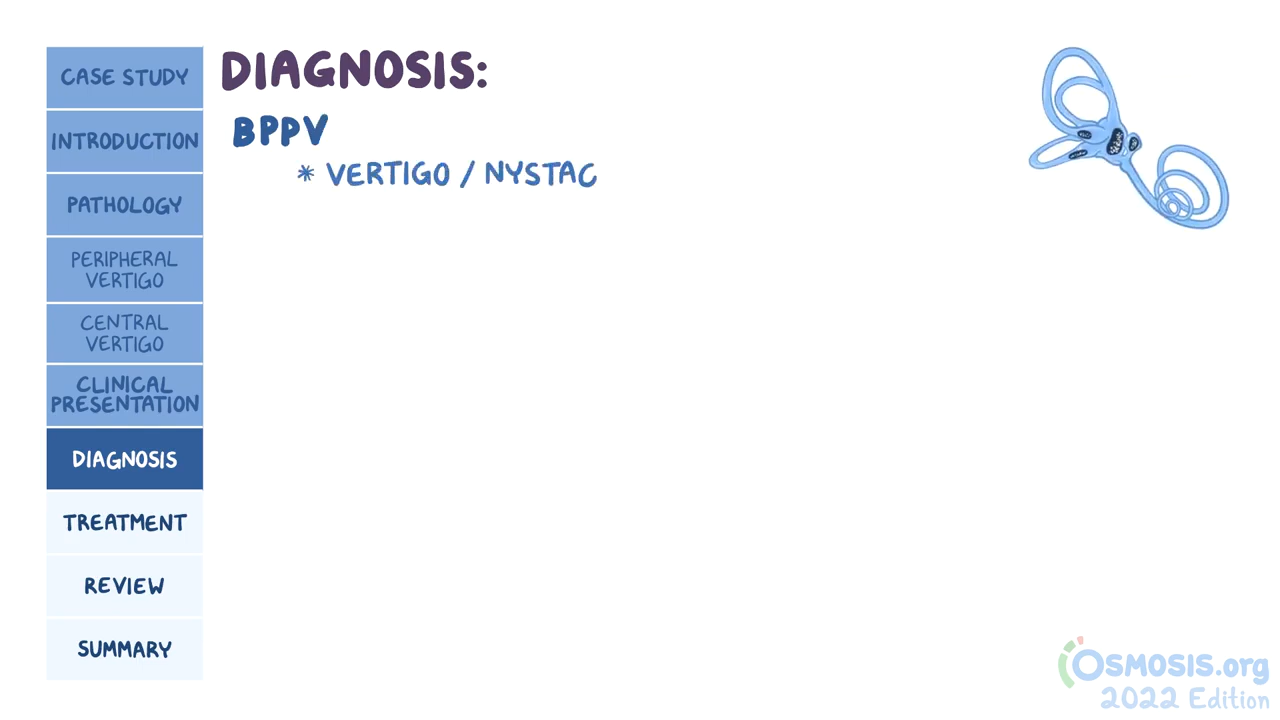 CASE STUDY
INTRODUCTION
PATHOLOGY
PERIPHERAL
VERTIGO
CENTRAL
VERTIGO
CLINICAL
PRESENTATION
DIAGNOSIS
TREATMENT
REVIEW
SUMMARY
DIAGNOSIS:
BPPV
* VERTIGO / NYSTAC
OSMOSIS.org
2022 Edition